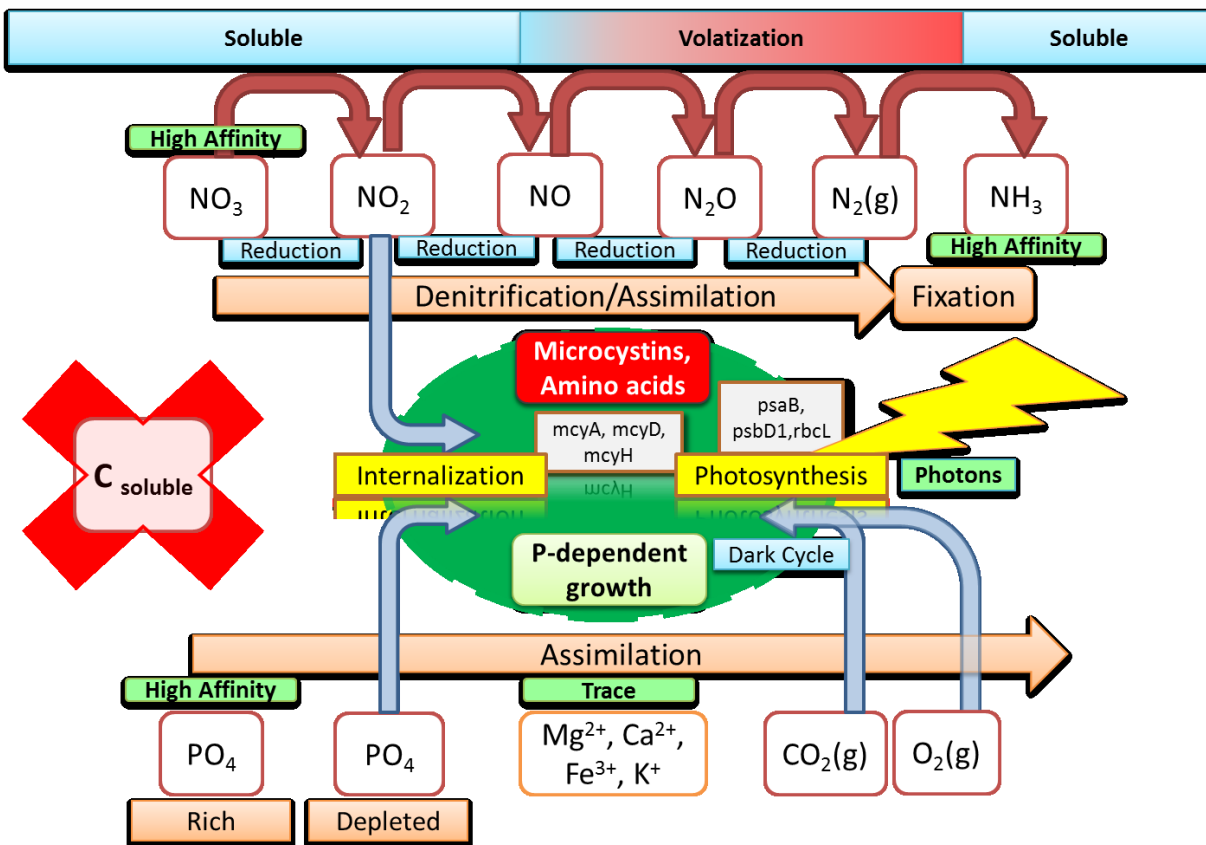 Soluble
Volatization
Soluble
High Affinity
NO₃
NO₂
NO
N₂O
N₂(g)
NH₃
Reduction
Reduction
Reduction
Reduction
High Affinity
Denitrification/Assimilation
Fixation
Microcystins,
Amino acids
psaB,
psbD1,rbcL
mcyA, mcyD,
mcyH
C soluble
Internalization
Photosynthesis
Photons
P-dependent
growth
Dark Cycle
Assimilation
High Affinity
Trace
PO₄
PO₄
Mg²⁺, Ca²⁺,
Fe³⁺, K⁺
CO₂(g)
O₂(g)
Rich
Depleted